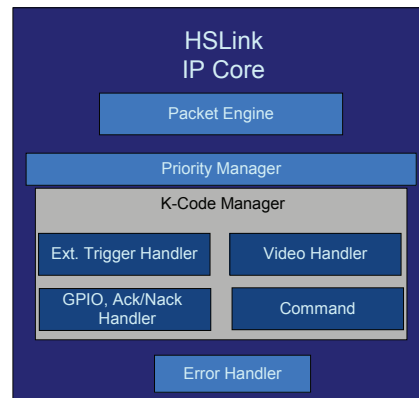 HSLink
IP Core
Packet Engine
Priority Manager
K-Code Manager
Ext. Trigger Handler
Video Handler
GPIO, Ack/Nack
Handler
Command
Error Handler